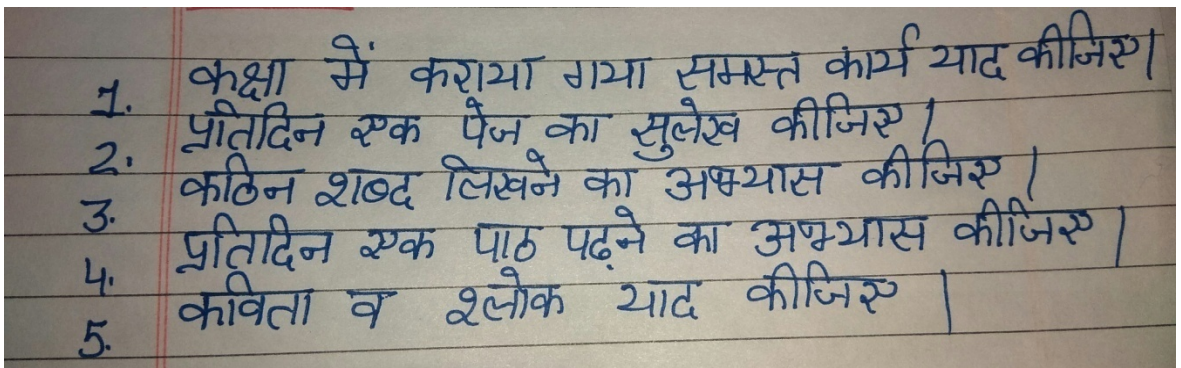 1. कक्षा में कराया गया समस्त कार्य याद कीजिए।
2. प्रतिदिन एक पेज का सुलेख कीजिए।
3. कठिन शब्द लिखने का अभ्यास कीजिए।
4. प्रतिदिन एक पाठ पढ़ने का अभ्यास कीजिए।
5. कविता व श्लोक याद कीजिए।